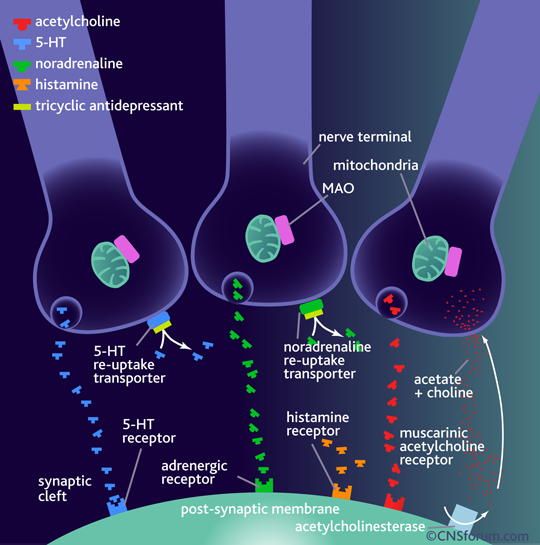 acetylcholine
5-HT
noradrenaline
histamine
tricyclic antidepressant
nerve terminal
mitochondria
MAO
5-HT
re-uptake
transporter
noradrenaline
re-uptake
transporter
acetate
+ choline
5-HT
receptor
histamine
receptor
muscarinic
acetylcholine
receptor
adrenergic
receptor
synaptic
cleft
post-synaptic membrane
acetylcholinesterase
©CNSforum.com